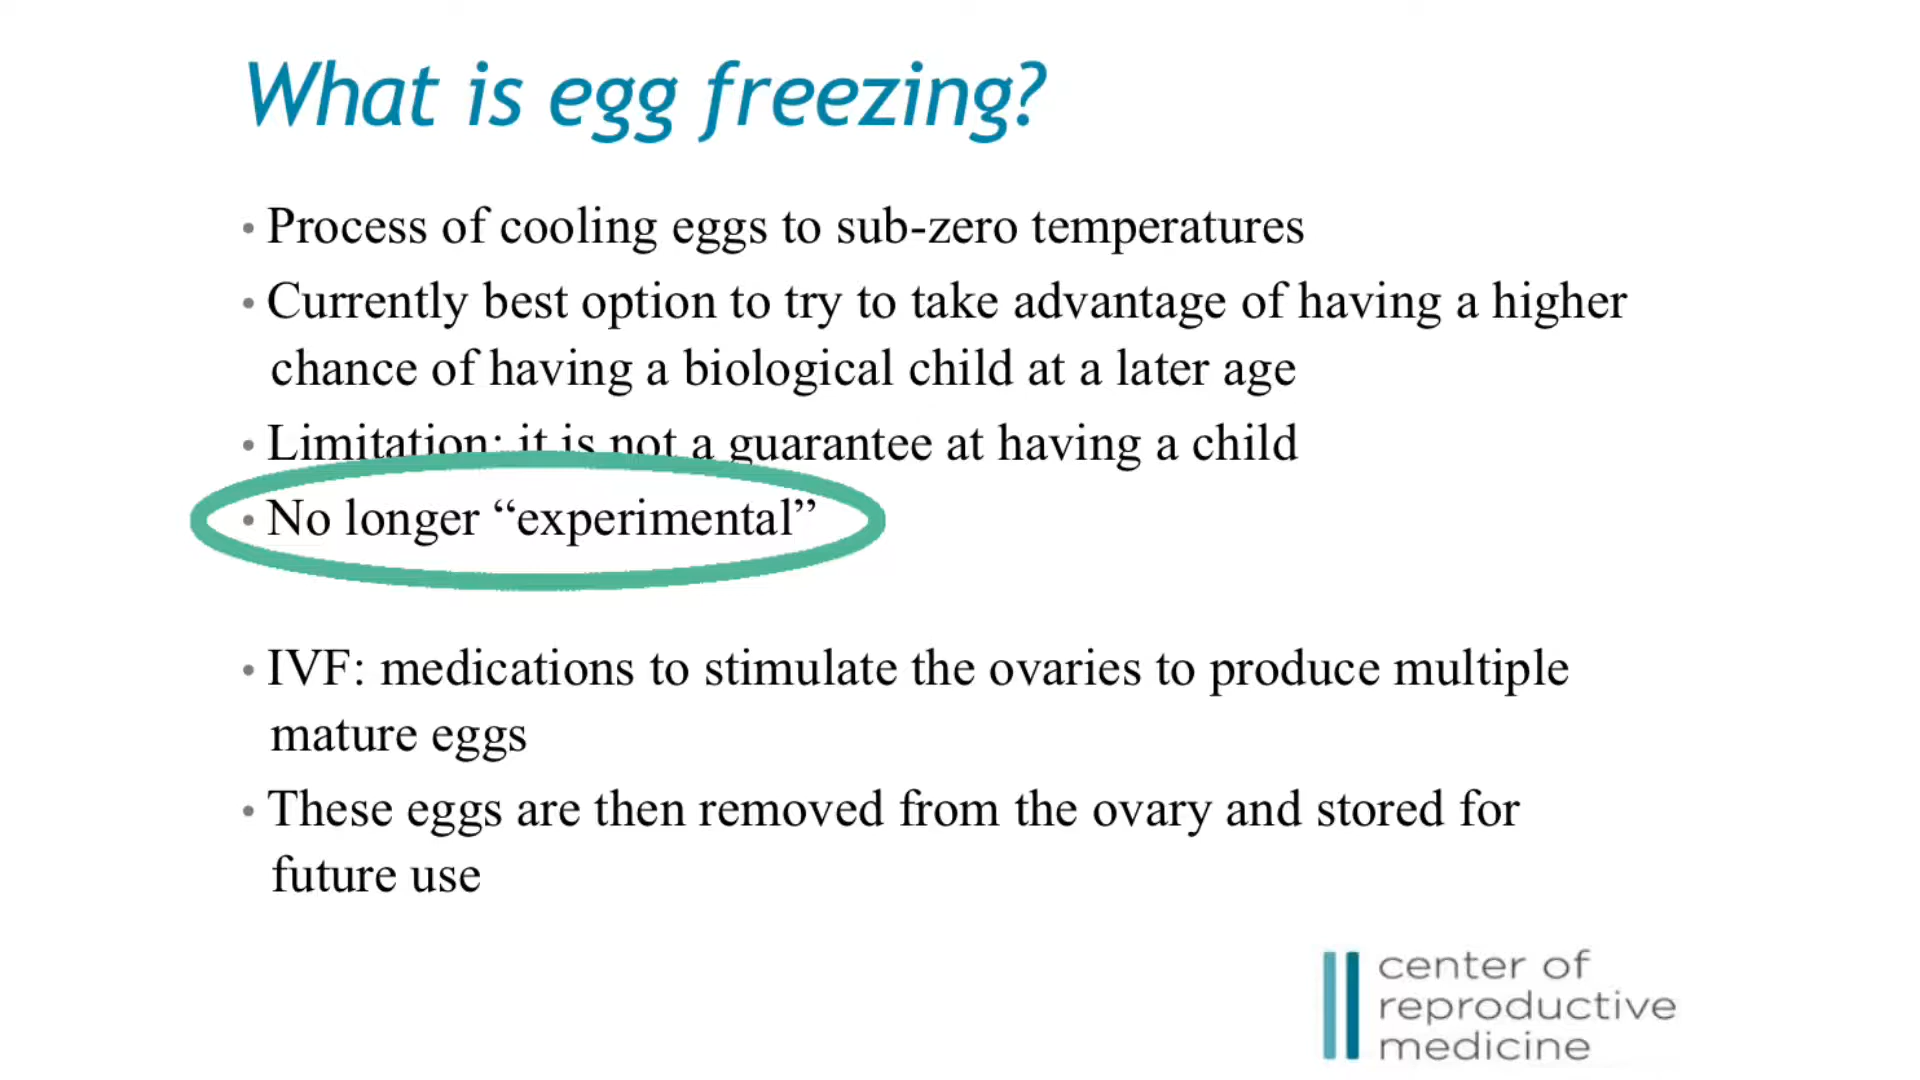 What is egg freezing?
• Process of cooling eggs to sub-zero temperatures
• Currently best option to try to take advantage of having a higher
chance of having a biological child at a later age
• Limitation: it is not a guarantee at having a child
• No longer “experimental”
• IVF: medications to stimulate the ovaries to produce multiple
mature eggs
• These eggs are then removed from the ovary and stored for
future use
center of
reproductive
medicine